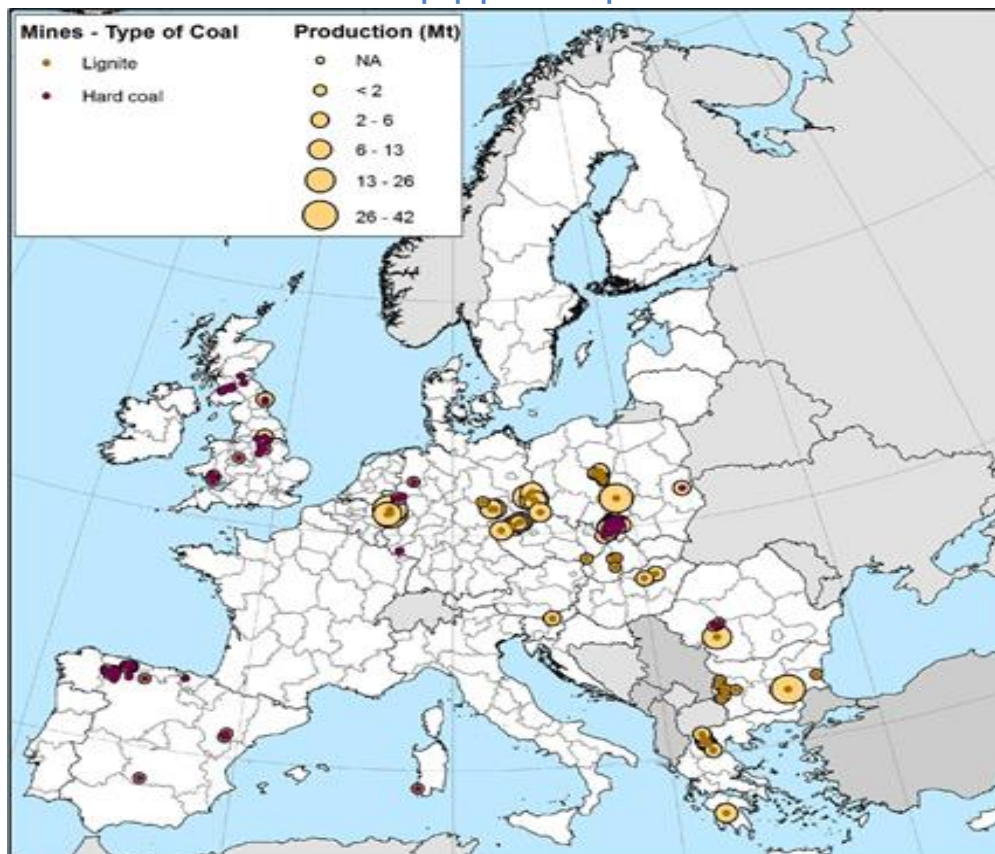 Mines - Type of Coal
Lignite
Hard coal
Production (Mt)
NA
< 2
2 - 6
6 - 13
13 - 26
26 - 42